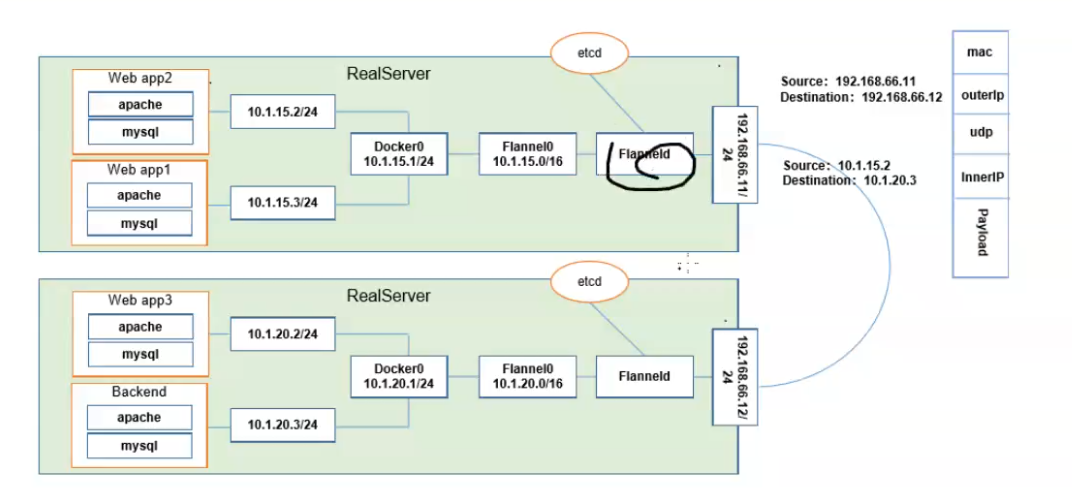 etcd
RealServer
Web app2
apache
mysql
10.1.15.2/24
Web app1
apache
mysql
10.1.15.3/24
Docker0
10.1.15.1/24
Flannel0
10.1.15.0/16
Flanneld
192.168.66.11/
24
Source: 192.168.66.11
Destination: 192.168.66.12
Source: 10.1.15.2
Destination: 10.1.20.3
mac
outerIp
udp
InnerIP
Payload
etcd
RealServer
Web app3
apache
mysql
10.1.20.2/24
Backend
apache
mysql
10.1.20.3/24
Docker0
10.1.20.1/24
Flannel0
10.1.20.0/16
Flanneld
192.168.66.12/
24